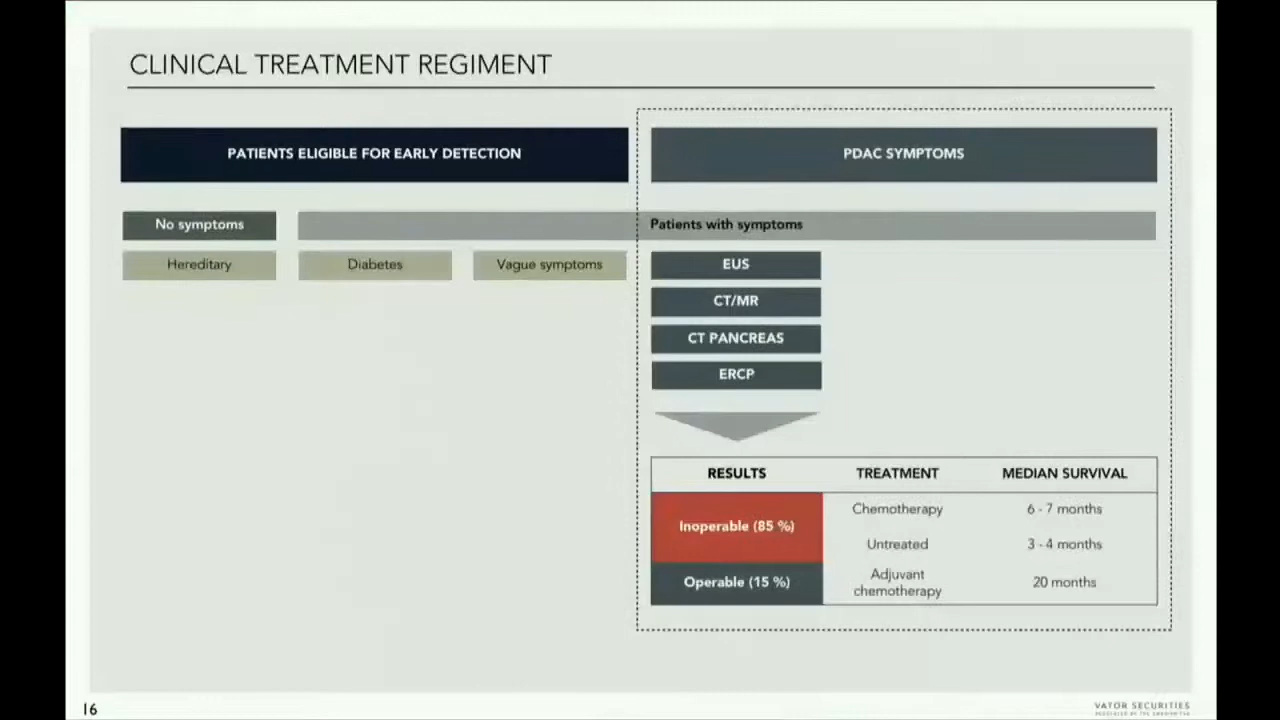 CLINICAL TREATMENT REGIMENT
PATIENTS ELIGIBLE FOR EARLY DETECTION
PDAC SYMPTOMS
No symptoms
Patients with symptoms
Hereditary
Diabetes
Vague symptoms
EUS
CT/MR
CT PANCREAS
ERCP
RESULTS TREATMENT MEDIAN SURVIVAL
Inoperable (85 %)
Chemotherapy 6 - 7 months
Untreated 3 - 4 months
Operable (15 %)
Adjuvant
chemotherapy
20 months
16
VATOR SECURITIES